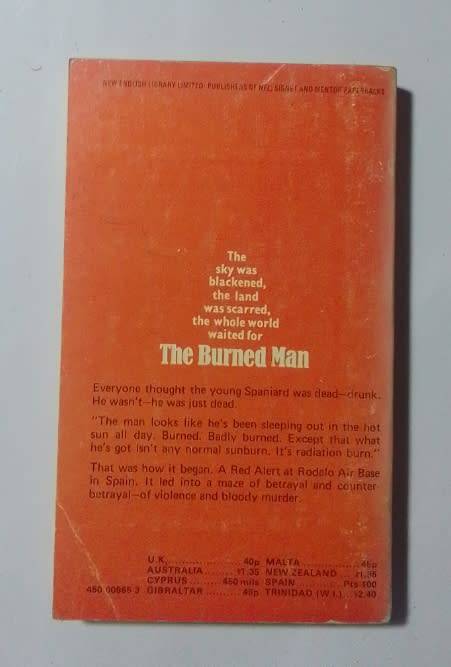 NEW ENGLISH LIBRARY LIMITED: PUBLISHERS OF NEL, SIGNET AND MENTOR PAPERBACKS
The
sky was
blackened,
the land
was scarred,
the whole world
waited for
The Burned Man
Everyone thought the young Spaniard was dead—drunk.
He wasn't—he was just dead.
"The man looks like he's been sleeping out in the hot
sun all day. Burned. Badly burned. Except that what
he's got isn't any normal sunburn. It's radiation burn."
That was how it began. A Red Alert at Rodalo Air Base
in Spain. It led into a maze of betrayal and counter-
betrayal—of violence and bloody murder.
U.K. .................. 40p MALTA ................ 45p
AUSTRALIA ........ $1.35 NEW ZEALAND ... $1.35
CYPRUS ........ 450 mils SPAIN ............ Pts 100
450 00965 3 GIBRALTAR .......... 45p TRINIDAD (W.I.) ... $2.40